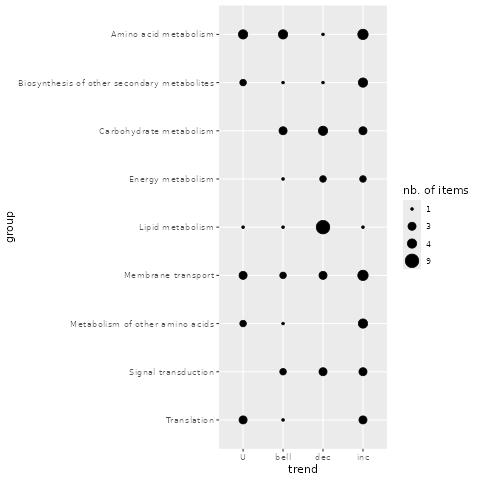 Amino acid metabolism
Biosynthesis of other secondary metabolites
Carbohydrate metabolism
Energy metabolism
Lipid metabolism
Membrane transport
Metabolism of other amino acids
Signal transduction
Translation
group
U bell dec inc
trend
nb. of items
1
3
4
9